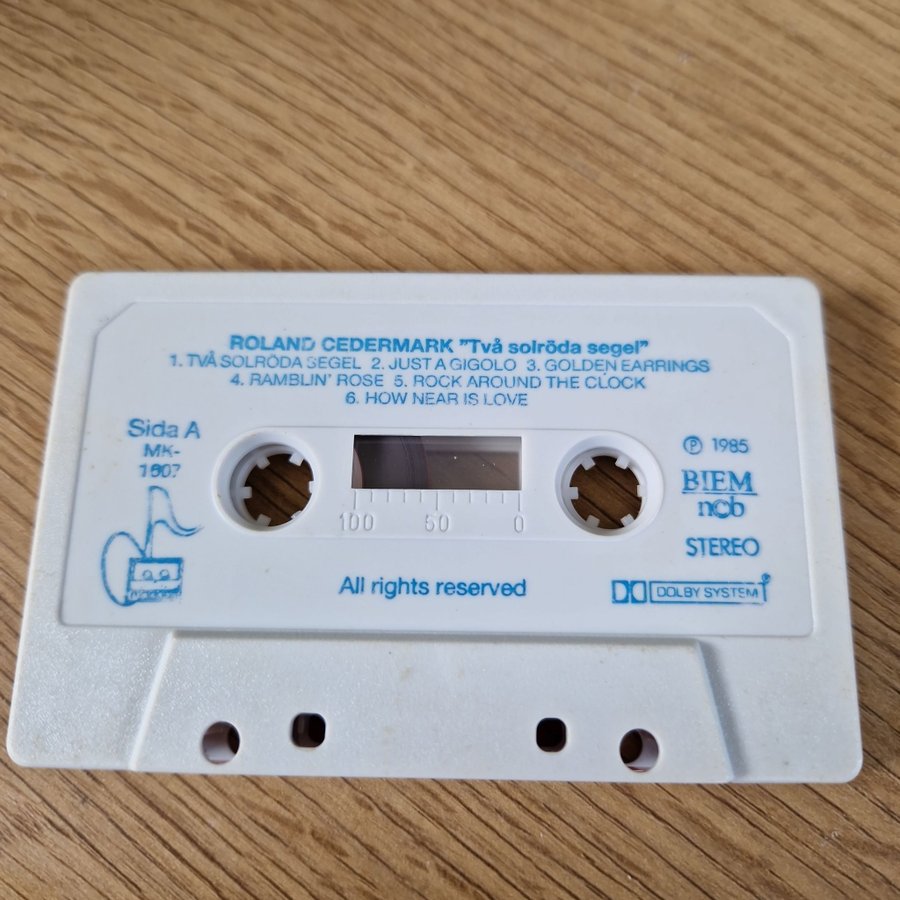 ROLAND CEDERMARK "Två solröda segel"
1. TVÅ SOLRÖDA SEGEL 2. JUST A GIGOLO 3. GOLDEN EARRINGS
4. RAMBLIN' ROSE 5. ROCK AROUND THE CLOCK
6. HOW NEAR IS LOVE
Sida A
MK-
1607
100 50 0
Ⓟ 1985
BIEM
ncb
STEREO
All rights reserved
DOLBY SYSTEM